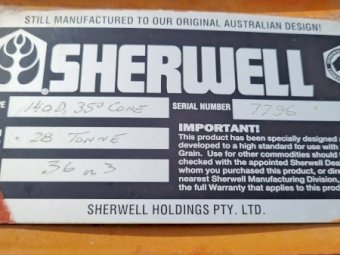 STILL MANUFACTURED TO OUR ORIGINAL AUSTRALIAN DESIGN!
SHERWELL
PE 140D, 35° CONE SERIAL NUMBER 7796
28 TONNE
36 m3
IMPORTANT!
This product has been specially designed
developed to a high standard for use with
Grain. Use for other commodities should
checked with the appointed Sherwell Dea
whom you purchased this product, or
nearest Sherwell Manufacturing Division,
the full Warranty that applies to this prod
SHERWELL HOLDINGS PTY. LTD.